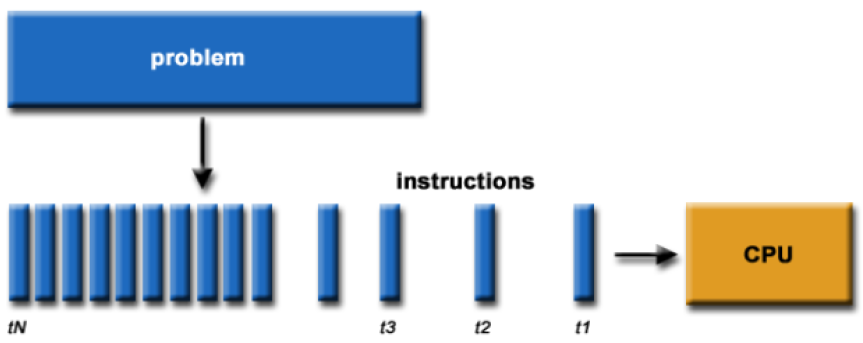 problem
instructions
CPU
tN t3 t2 t1